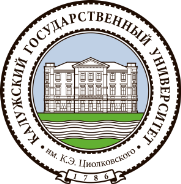 КАЛУЖСКИЙ ГОСУДАРСТВЕННЫЙ УНИВЕРСИТЕТ
им. К.Э. Циолковского
1786